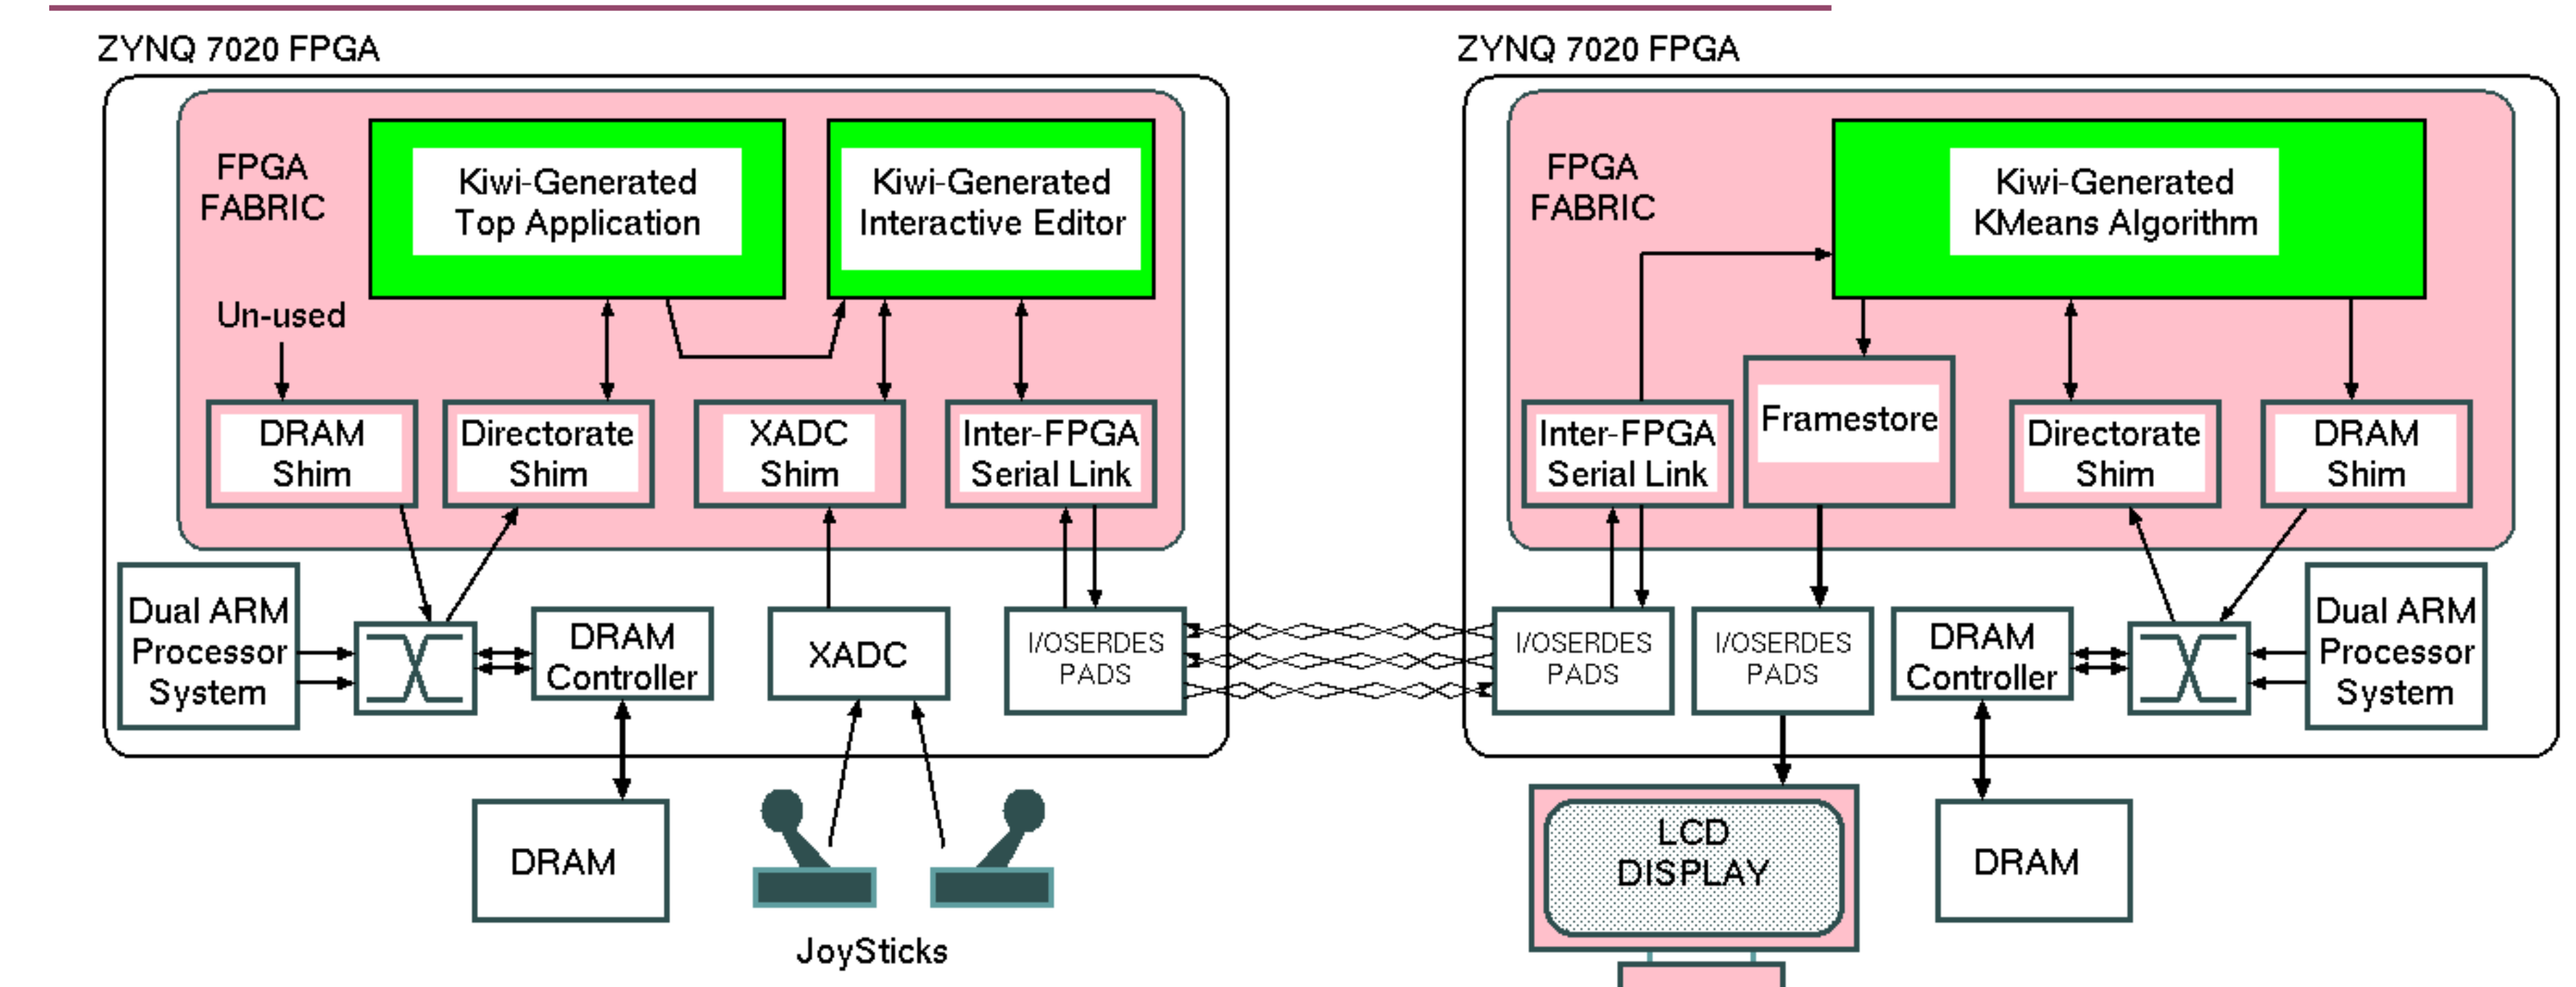 ZYNQ 7020 FPGA
FPGA
FABRIC
Kiwi-Generated
Top Application
Kiwi-Generated
Interactive Editor
Un-used
DRAM
Shim
Directorate
Shim
XADC
Shim
Inter-FPGA
Serial Link
Dual ARM
Processor
System
DRAM
Controller
XADC
I/OSERDES
PADS
DRAM
JoySticks
ZYNQ 7020 FPGA
FPGA
FABRIC
Kiwi-Generated
KMeans Algorithm
Inter-FPGA
Serial Link
Framestore
Directorate
Shim
DRAM
Shim
I/OSERDES
PADS
I/OSERDES
PADS
DRAM
Controller
Dual ARM
Processor
System
LCD
DISPLAY
DRAM